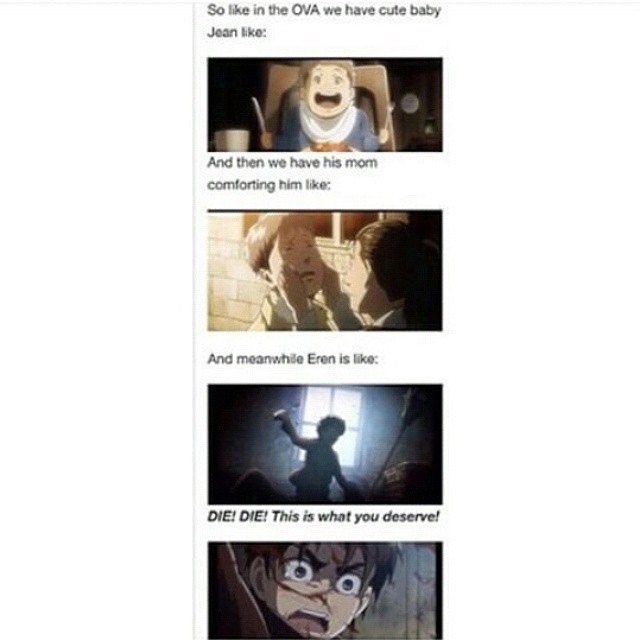 So like in the OVA we have cute baby
Jean like:
And then we have his mom
comforting him like:
And meanwhile Eren is like:
DIE! DIE! This is what you deserve!